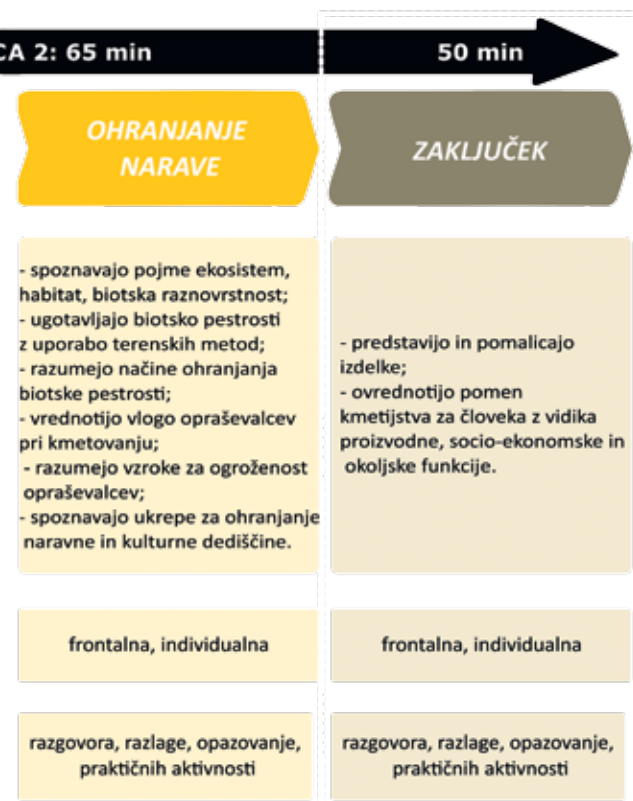 CA 2: 65 min
50 min
OHRANJANJE
NARAVE
ZAKLJUČEK
- spoznavajo pojme ekosistem,
habitat, biotska raznovrstnost;
- ugotavljajo biotsko pestrosti
z uporabo terenskih metod;
- razumejo načine ohranjanja
biotske pestrosti;
- vrednotijo vlogo opraševalcev
pri kmetovanju;
- razumejo vzroke za ogroženost
opraševalcev;
- spoznavajo ukrepe za ohranjanje
naravne in kulturne dediščine.
- predstavijo in pomalicajo
izdelke;
- ovrednotijo pomen
kmetijstva za človeka z vidika
proizvodne, socio-ekonomske in
okoljske funkcije.
frontalna, individualna
frontalna, individualna
razgovora, razlage, opazovanje,
praktičnih aktivnosti
razgovora, razlage, opazovanje,
praktičnih aktivnosti